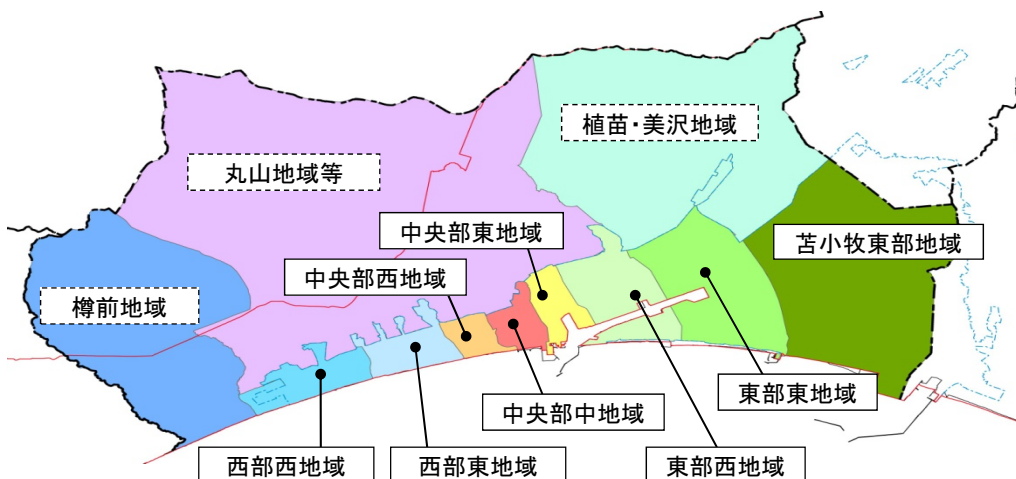 植苗・美沢地域
丸山地域等
中央部東地域
苫小牧東部地域
中央部西地域
樽前地域
東部東地域
中央部中地域
西部西地域
西部東地域
東部西地域